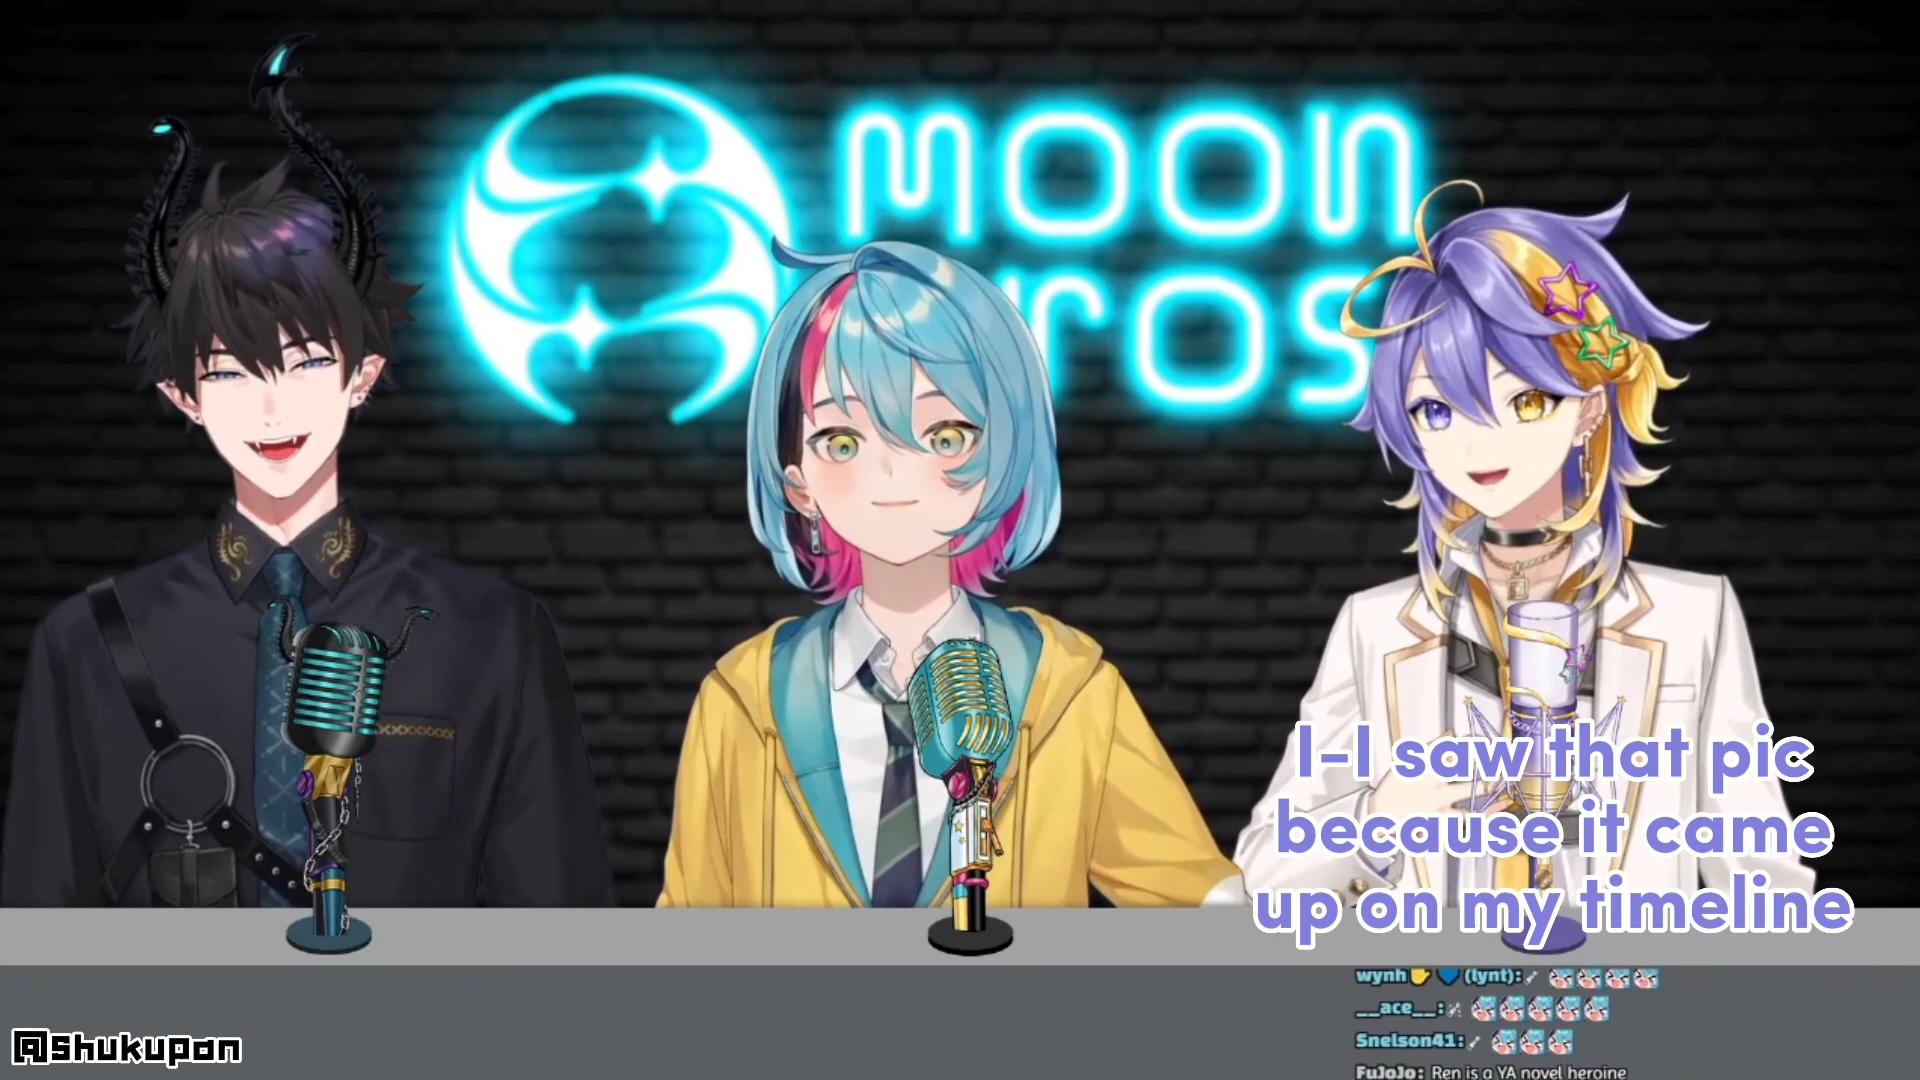 moon
ros
I-I saw that pic
because it came
up on my timeline
wynh (lynt):
__ace__:
Snelson41:
FuJoJo: Ren is a YA novel heroine
@shukupan